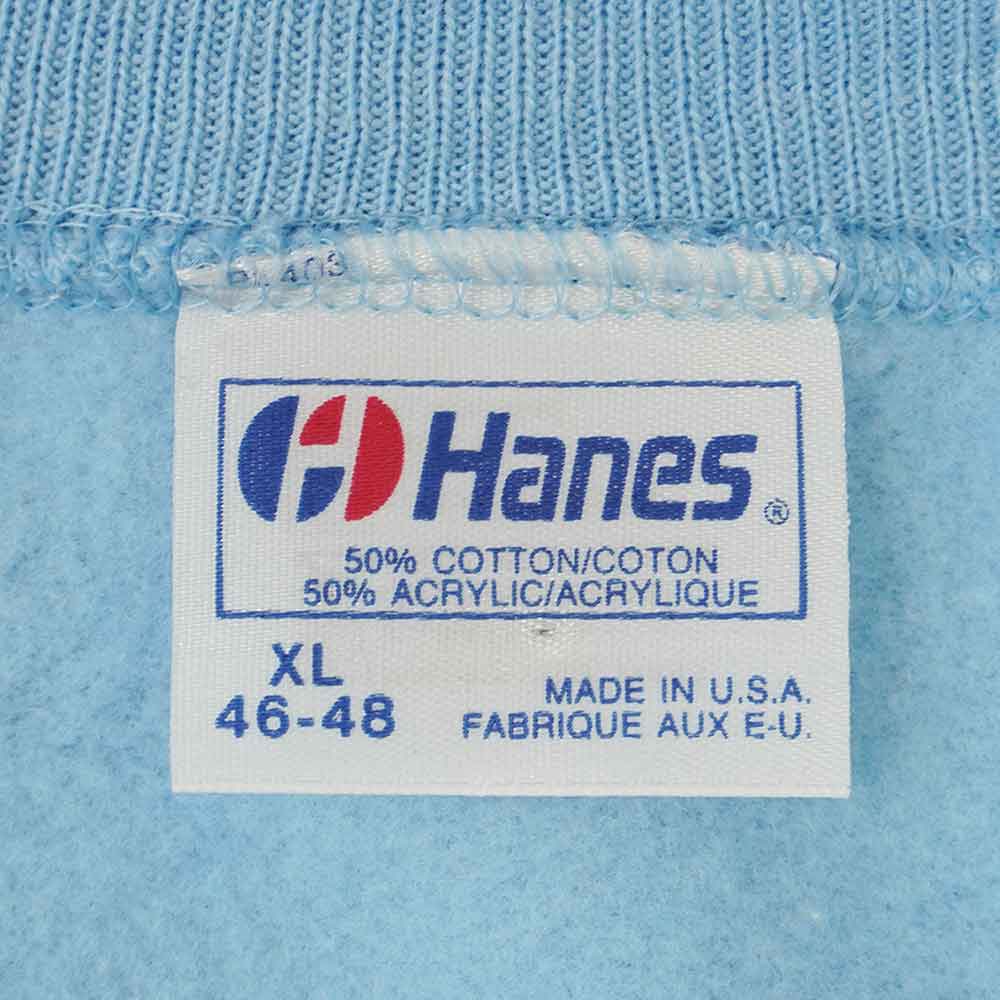 Hanes®
50% COTTON/COTON
50% ACRYLIC/ACRYLIQUE
XL
46-48
MADE IN U.S.A.
FABRIQUE AUX E-U.